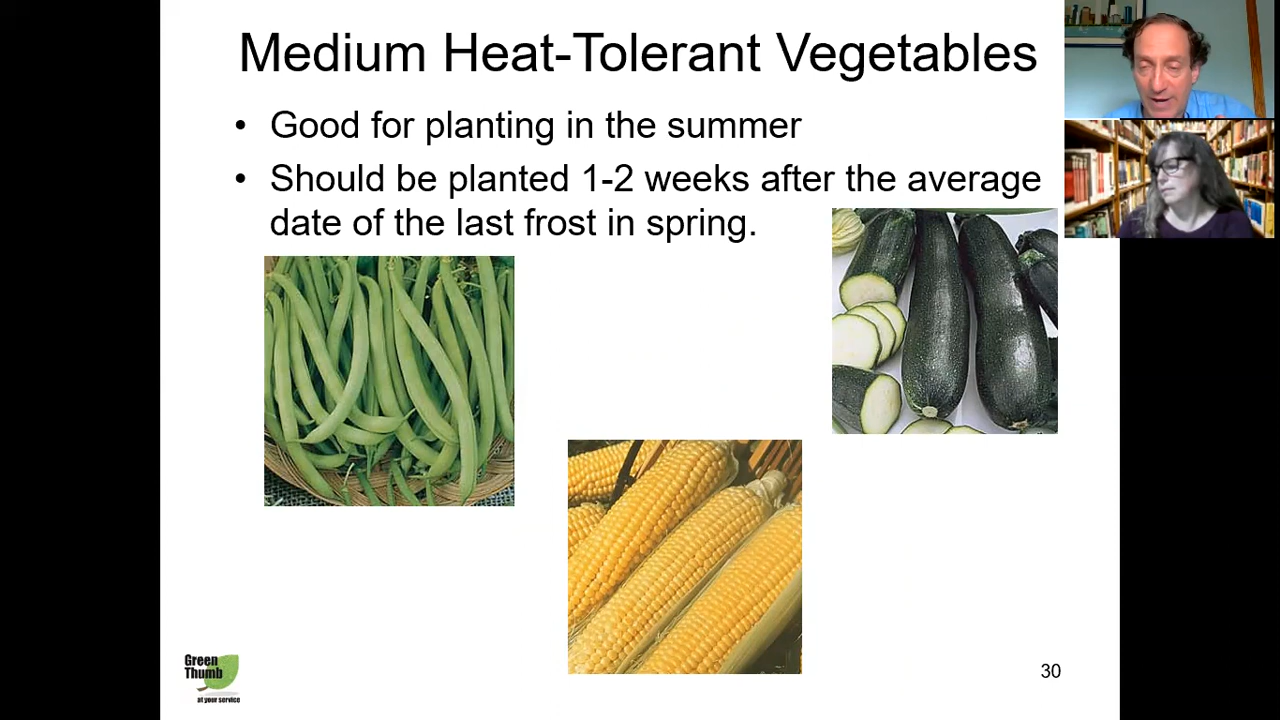 Medium Heat-Tolerant Vegetables
• Good for planting in the summer
• Should be planted 1-2 weeks after the average
date of the last frost in spring.
Green
Thumb
at your service
30